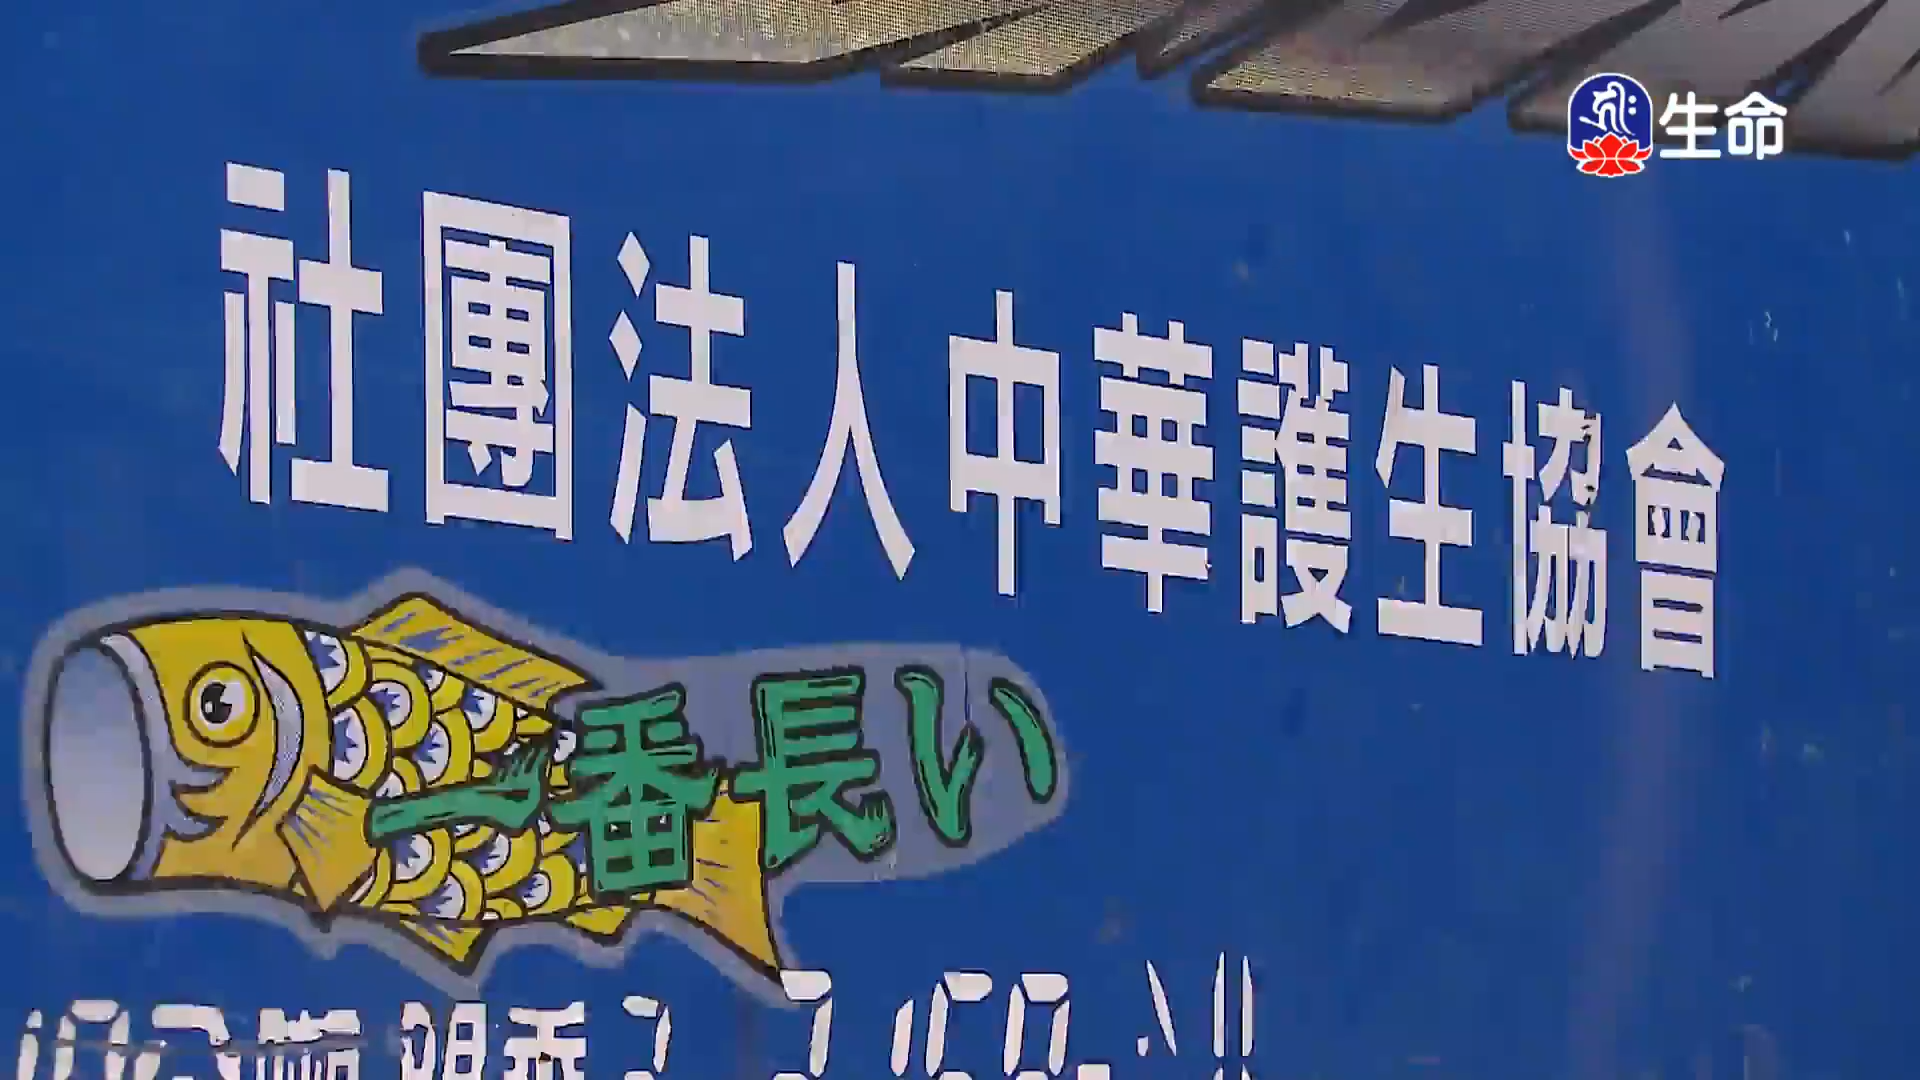 生命
社團法人中華護生協會
一番長い